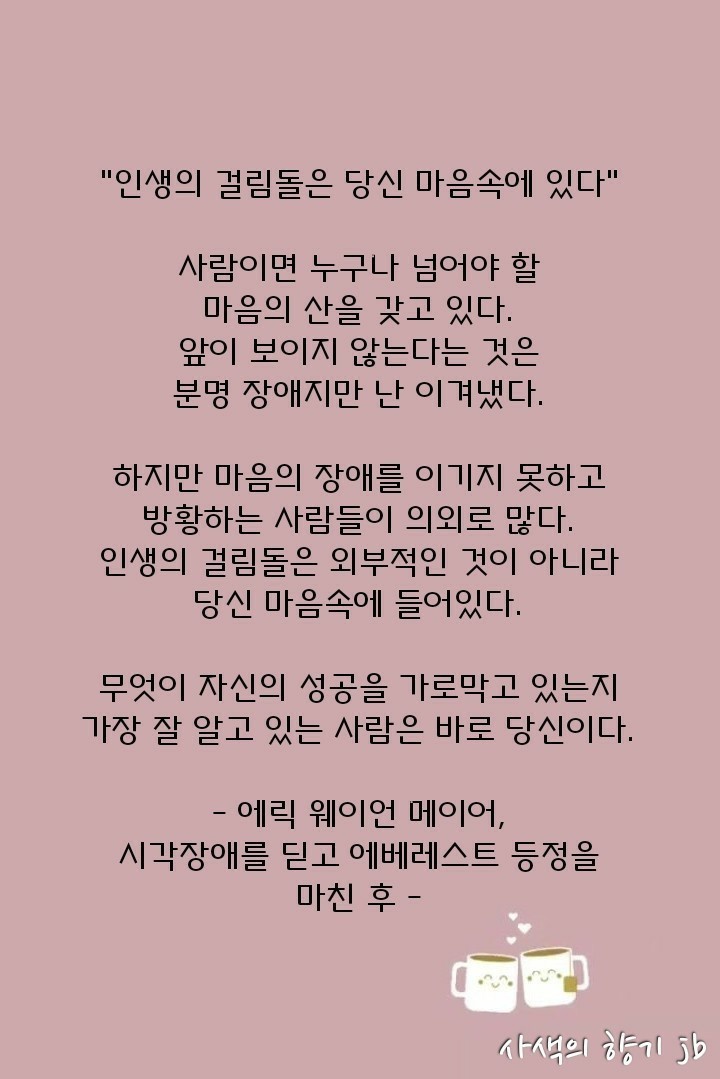 "인생의 걸림돌은 당신 마음속에 있다"
사람이면 누구나 넘어야 할
마음의 산을 갖고 있다.
앞이 보이지 않는다는 것은
분명 장애지만 난 이겨냈다.
하지만 마음의 장애를 이기지 못하고
방황하는 사람들이 의외로 많다.
인생의 걸림돌은 외부적인 것이 아니라
당신 마음속에 들어있다.
무엇이 자신의 성공을 가로막고 있는지
가장 잘 알고 있는 사람은 바로 당신이다.
- 에릭 웨이언 메이어,
시각장애를 딛고 에베레스트 등정을
마친 후 -
사색의 향기 jb